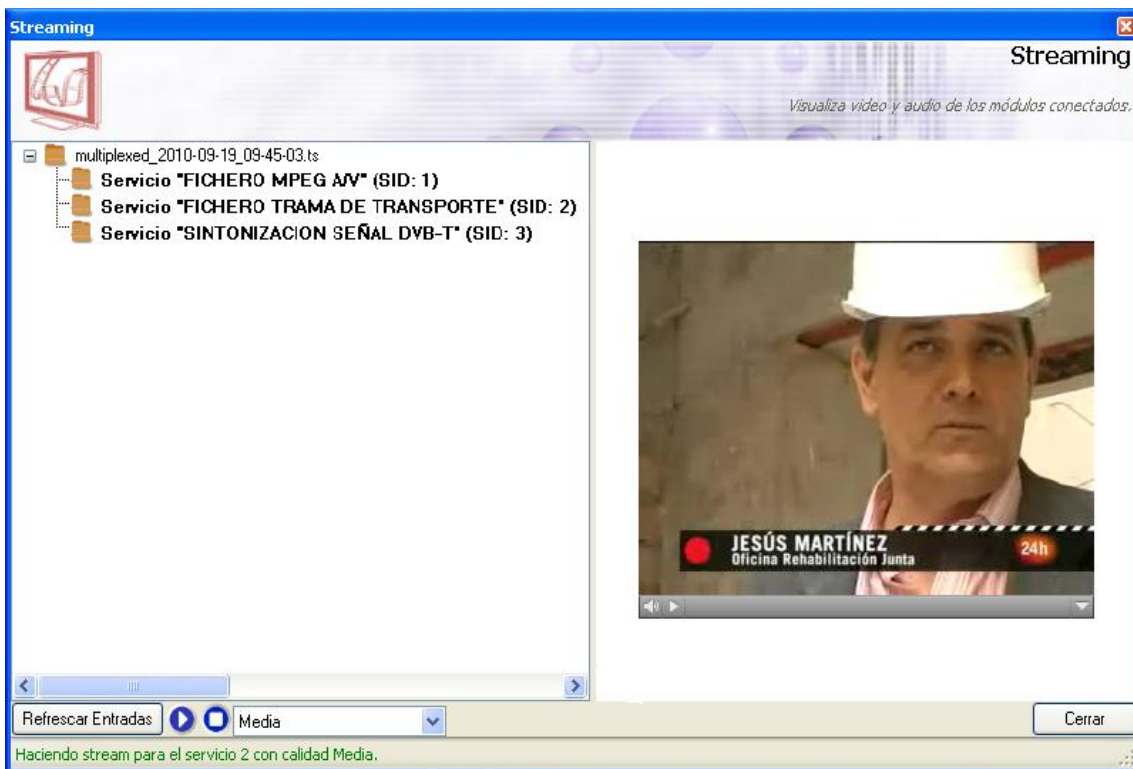 Streaming
Streaming
Visualiza video y audio de los módulos conectados.
multiplexed_2010-09-19_09-45-03.ts
Servicio "FICHERO MPEG A/V" (SID: 1)
Servicio "FICHERO TRAMA DE TRANSPORTE" (SID: 2)
Servicio "SINTONIZACION SEÑAL DVB-T" (SID: 3)
JESÚS MARTÍNEZ
Oficina Rehabilitación Junta
24h
Refrescar Entradas
Media
Cerrar
Haciendo stream para el servicio 2 con calidad Media.